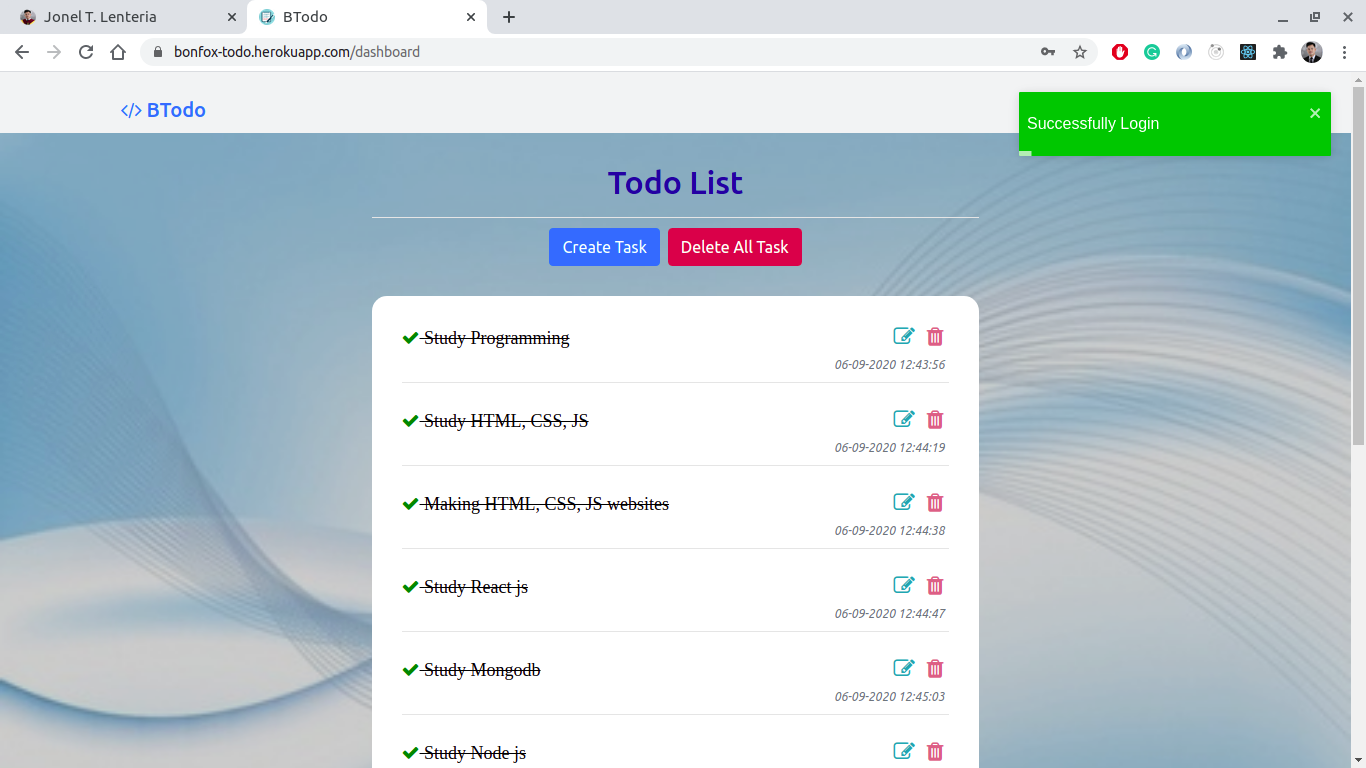 Jonel T. Lenteria
BTodo
bonfox-todo.herokuapp.com/dashboard
</> BTodo
Successfully Login
Todo List
Create Task
Delete All Task
Study Programming
06-09-2020 12:43:56
Study HTML, CSS, JS
06-09-2020 12:44:19
Making HTML, CSS, JS websites
06-09-2020 12:44:38
Study React js
06-09-2020 12:44:47
Study Mongodb
06-09-2020 12:45:03
Study Node js